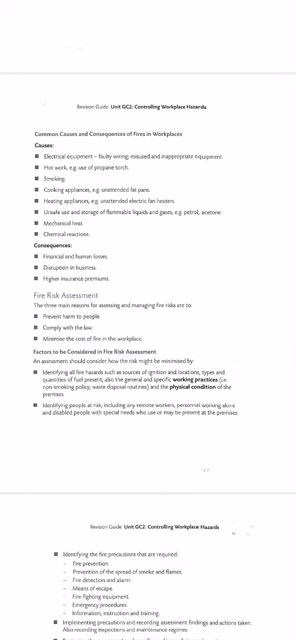 Revision Guide Unit GC2: Controlling Workplace Hazards
Common Causes and Consequences of Fires in Workplaces
Causes:
■ Electrical equipment – faulty wiring, misused and inappropriate equipment.
■ Hot work, e.g. use of propane torch.
■ Smoking.
■ Cooking appliances, e.g. unattended fat pans.
■ Heating appliances, e.g. unattended electric fan heaters.
■ Unsafe use and storage of flammable liquids and gases, e.g. petrol, acetone.
■ Mechanical heat.
■ Chemical reactions.
Consequences:
■ Financial and human losses.
■ Disruption in business.
■ Higher insurance premiums.
Fire Risk Assessment
The three main reasons for assessing and managing fire risks are to:
■ Prevent harm to people.
■ Comply with the law.
■ Minimise the cost of fire in the workplace.
Factors to be Considered in Fire Risk Assessment
An assessment should consider how the risk might be minimised by:
■ Identifying all fire hazards such as sources of ignition and locations, types and
quantities of fuel present; also the general and specific working practices (i.e.
non-smoking policy, waste disposal routines) and the physical condition of the
premises.
■ Identifying people at risk, including any remote workers, personnel working alone
and disabled people with special needs who use or may be present at the premises.
Revision Guide Unit GC2: Controlling Workplace Hazards
■ Identifying the fire precautions that are required:
– Fire prevention.
– Prevention of the spread of smoke and flames.
– Fire detection and alarm.
– Means of escape.
– Fire-fighting equipment.
– Emergency procedures.
– Information, instruction and training.
■ Implementing precautions and recording assessment findings and actions taken.
Also recording inspections and maintenance regimes.